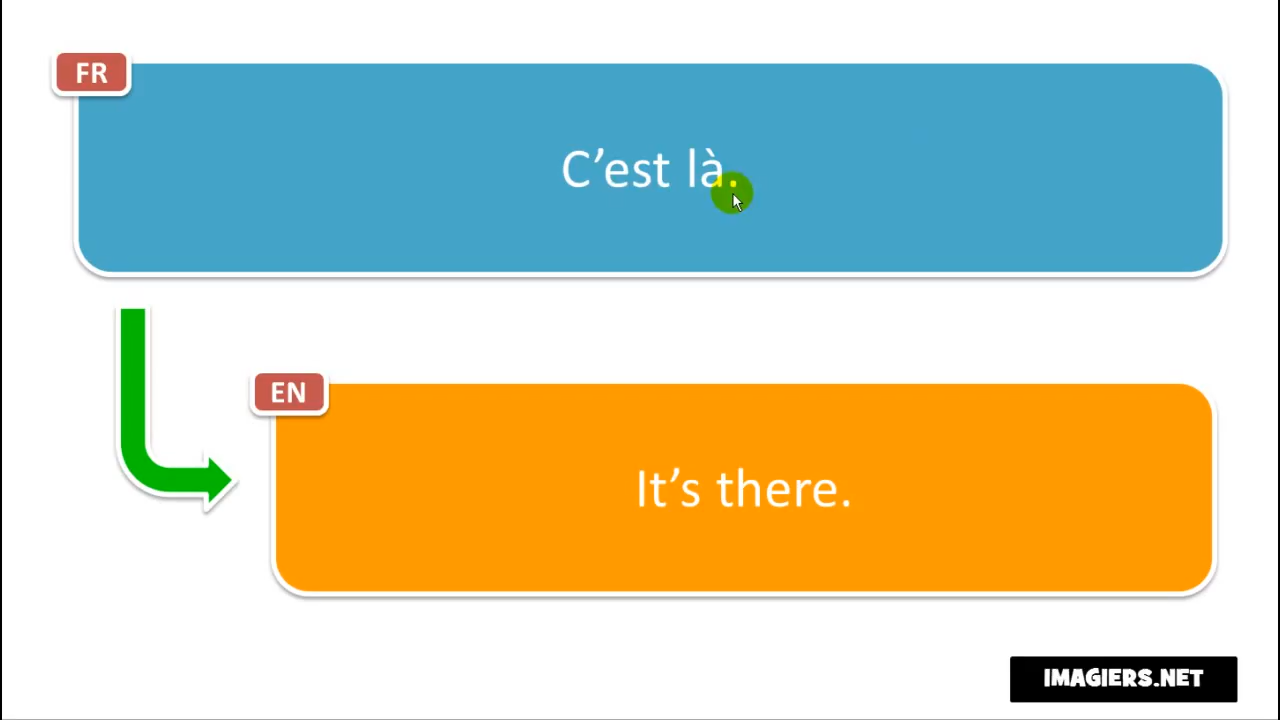 FR
C’est là.
EN
It’s there.
IMAGIERS.NET